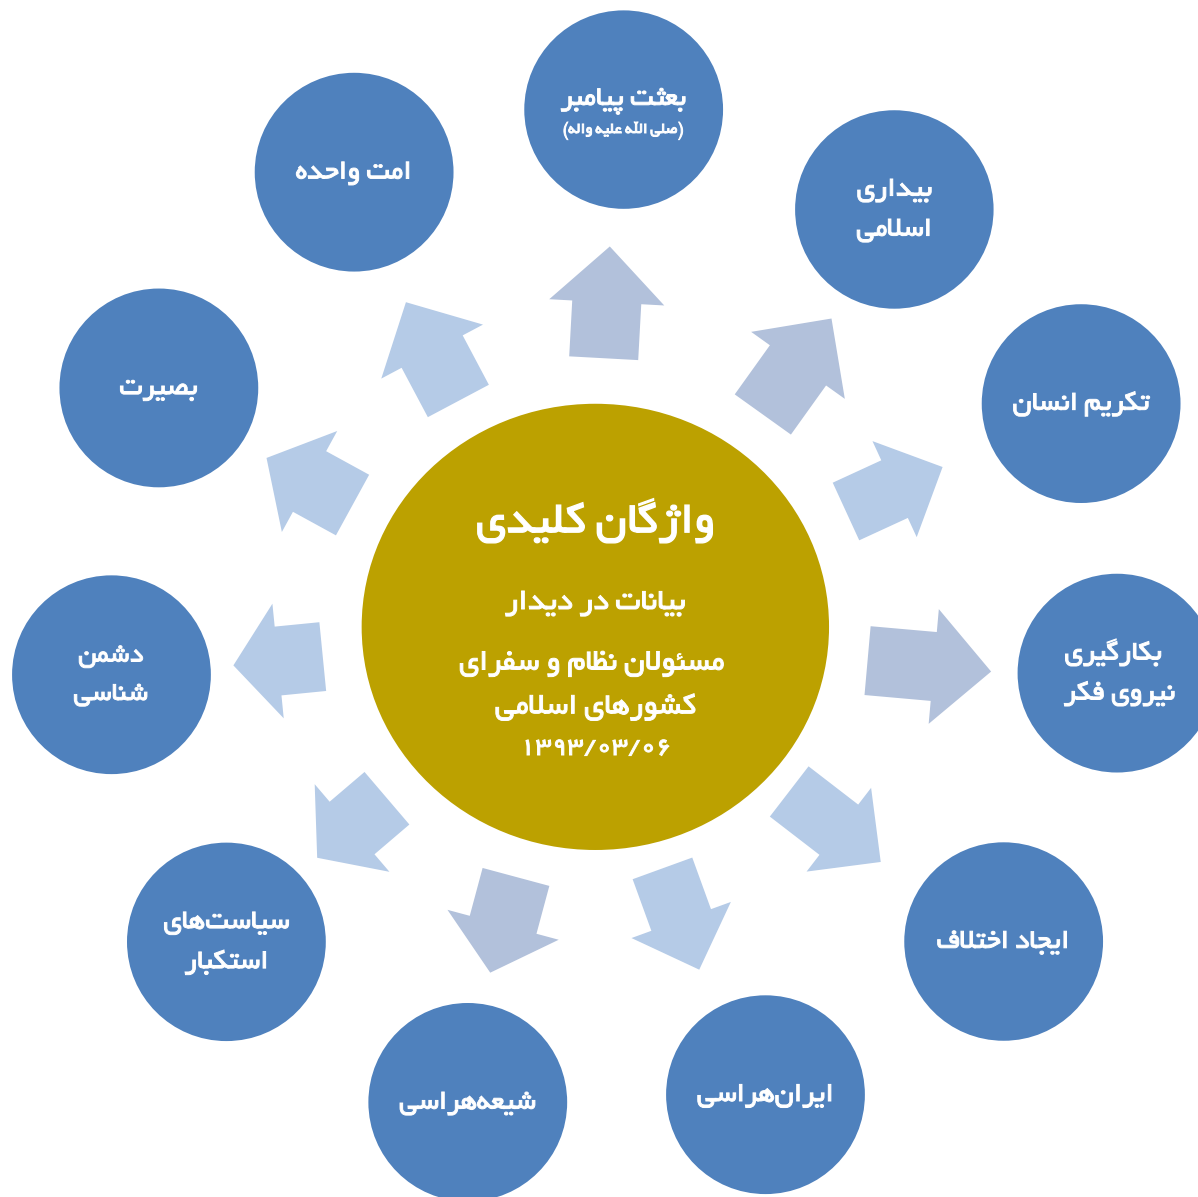 واژگان کلیدی
بیانات در دیدار
مسئولان نظام و سفرای
کشورهای اسلامی
۱۳۹۳/۰۳/۰۶
بعثت پیامبر
(صلی الله علیه واله)
بیداری
اسلامی
تکریم انسان
بکارگیری
نیروی فکر
ایجاد اختلاف
ایران‌هراسی
شیعه‌هراسی
سیاست‌های
استکبار
دشمن
شناسی
بصیرت
امت واحده